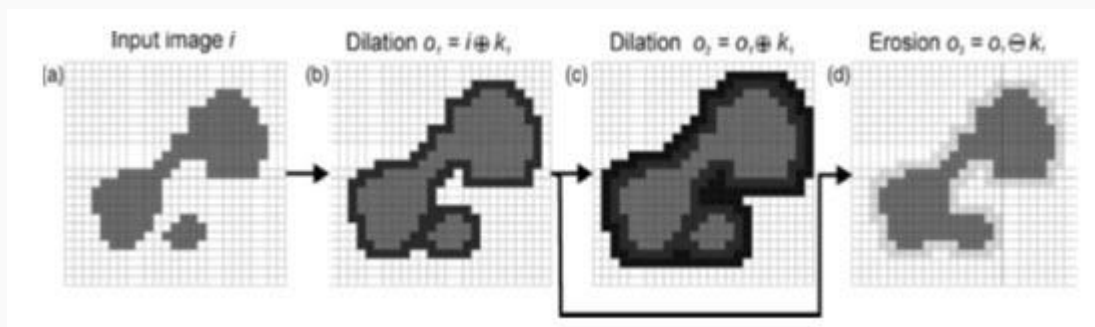 Input image i
Dilation o₁ = i ⊕ k₁
Dilation o₂ = o₁ ⊕ k₁
Erosion o₃ = o₁ ⊖ k₁
(a)
(b)
(c)
(d)